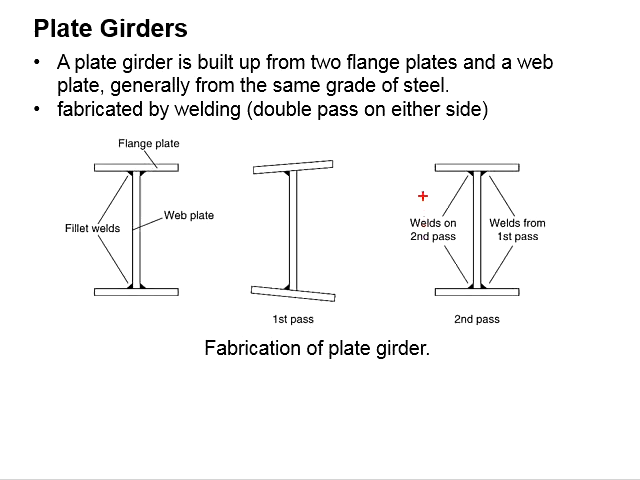 Plate Girders
• A plate girder is built up from two flange plates and a web
plate, generally from the same grade of steel.
• fabricated by welding (double pass on either side)
Flange plate
Web plate
Fillet welds
Welds on
2nd pass
Welds from
1st pass
1st pass
2nd pass
Fabrication of plate girder.